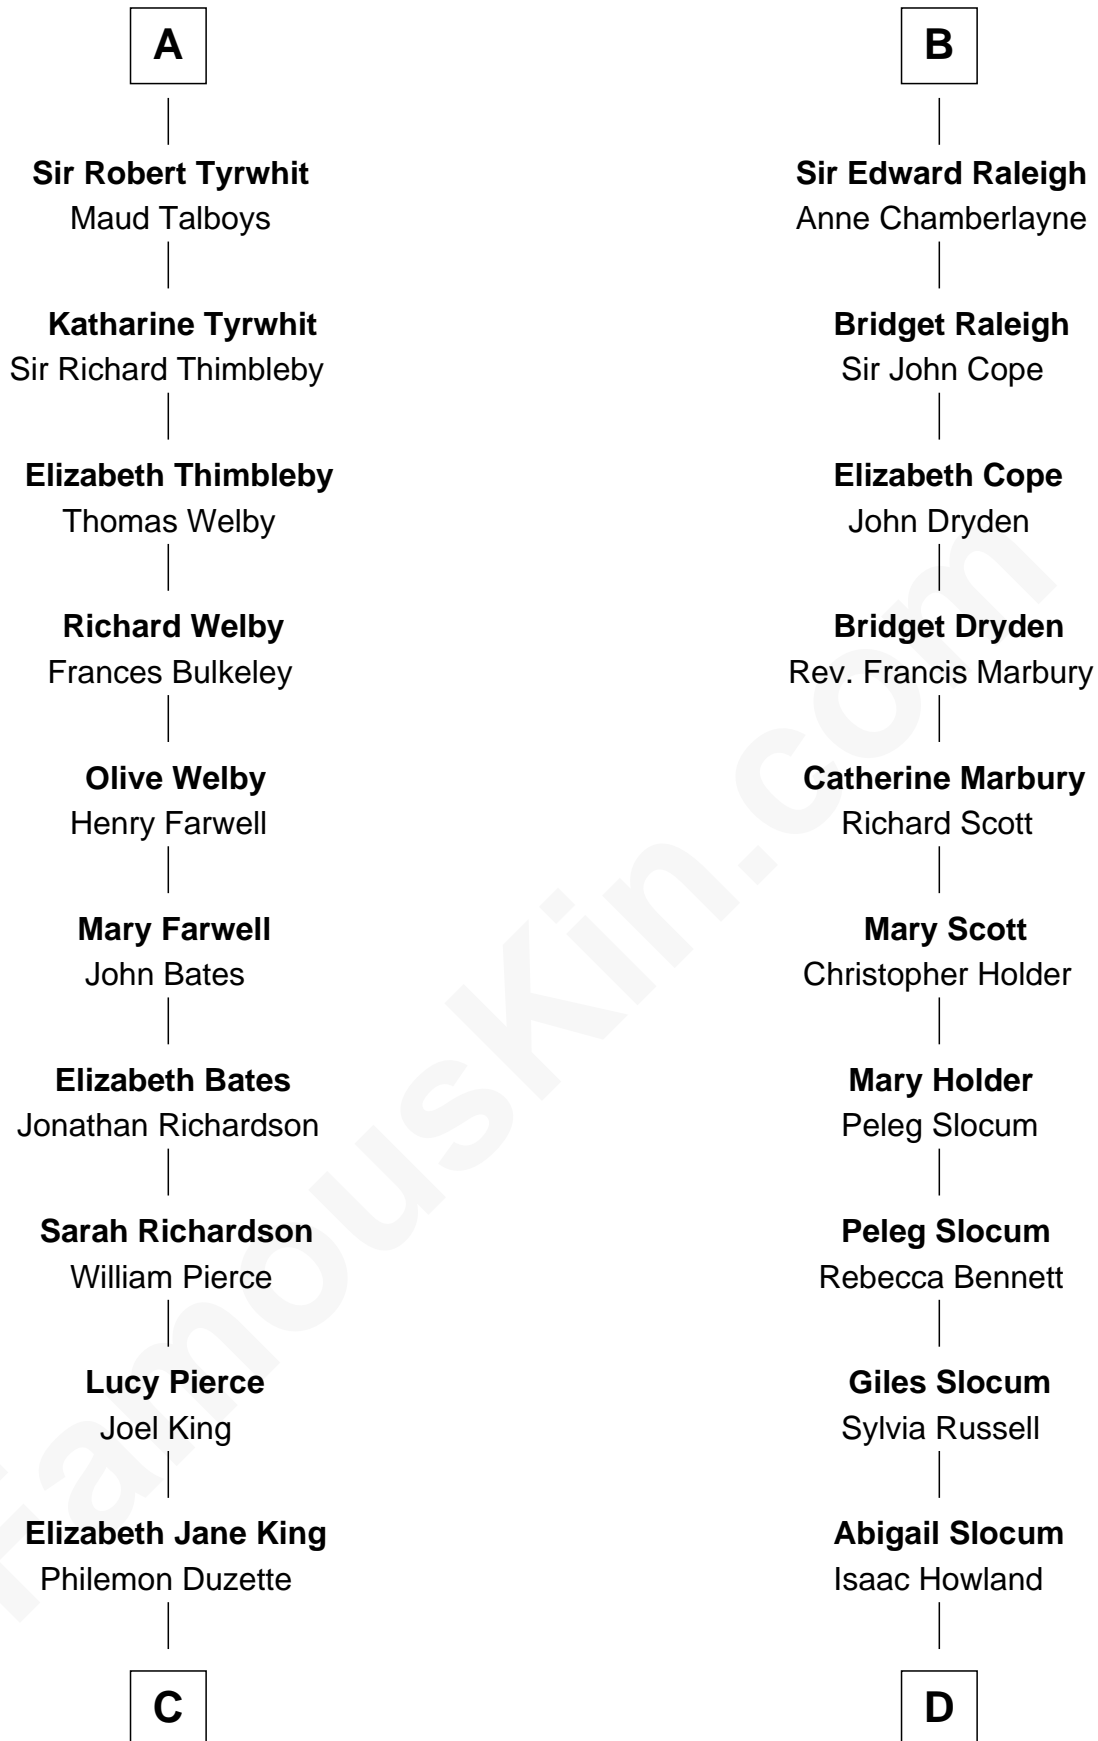 A
Sir Robert Tyrwhit
Maud Talboys
Katharine Tyrwhit
Sir Richard Thimbleby
Elizabeth Thimbleby
Thomas Welby
Richard Welby
Frances Bulkeley
Olive Welby
Henry Farwell
Mary Farwell
John Bates
Elizabeth Bates
Jonathan Richardson
Sarah Richardson
William Pierce
Lucy Pierce
Joel King
Elizabeth Jane King
Philemon Duzette
C
B
Sir Edward Raleigh
Anne Chamberlayne
Bridget Raleigh
Sir John Cope
Elizabeth Cope
John Dryden
Bridget Dryden
Rev. Francis Marbury
Catherine Marbury
Richard Scott
Mary Scott
Christopher Holder
Mary Holder
Peleg Slocum
Peleg Slocum
Rebecca Bennett
Giles Slocum
Sylvia Russell
Abigail Slocum
Isaac Howland
D
FamousKin.com